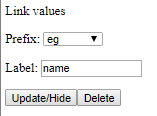 Link values
Prefix: eg
Label: name
Update/Hide Delete